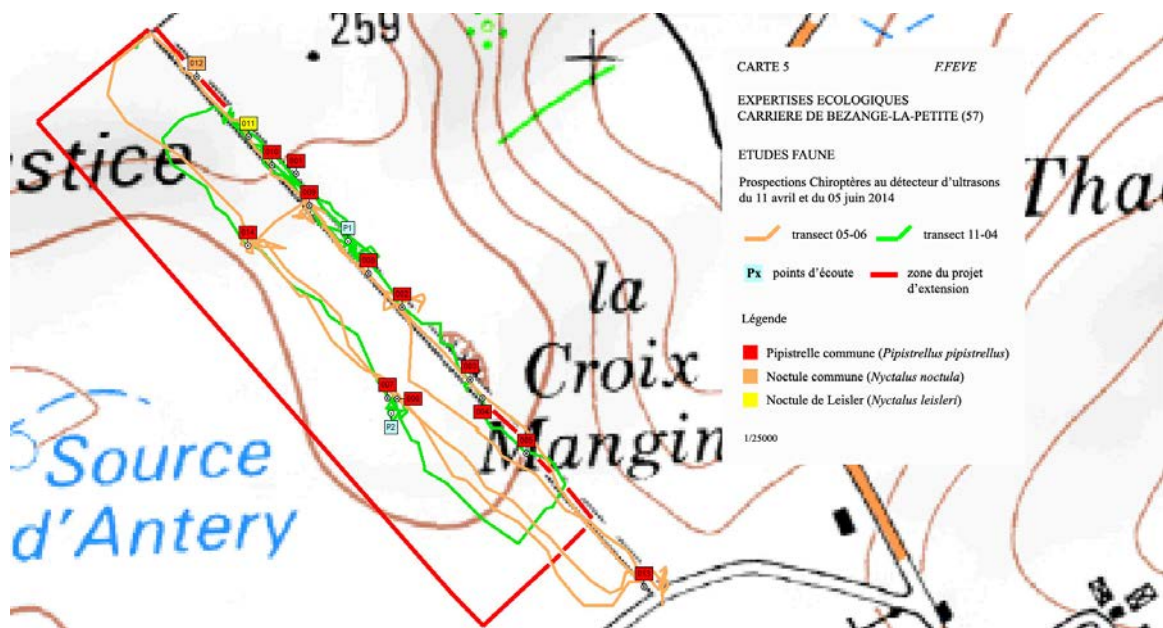 259
CARTE 5 F.FEVE
EXPERTISES ECOLOGIQUES
CARRIERE DE BEZANGE-LA-PETITE (57)
ETUDES FAUNE
Prospections Chiroptères au détecteur d'ultrasons
du 11 avril et du 05 juin 2014
transect 05-06 transect 11-04
Px points d'écoute zone du projet
d'extension
Légende
Pipistrelle commune (Pipistrellus pipistrellus)
Noctule commune (Nyctalus noctula)
Noctule de Leisler (Nyctalus leisleri)
1/25000
012
011
P1
stice
Tha
la
Croix
Mangin
P2
Source
d'Antery